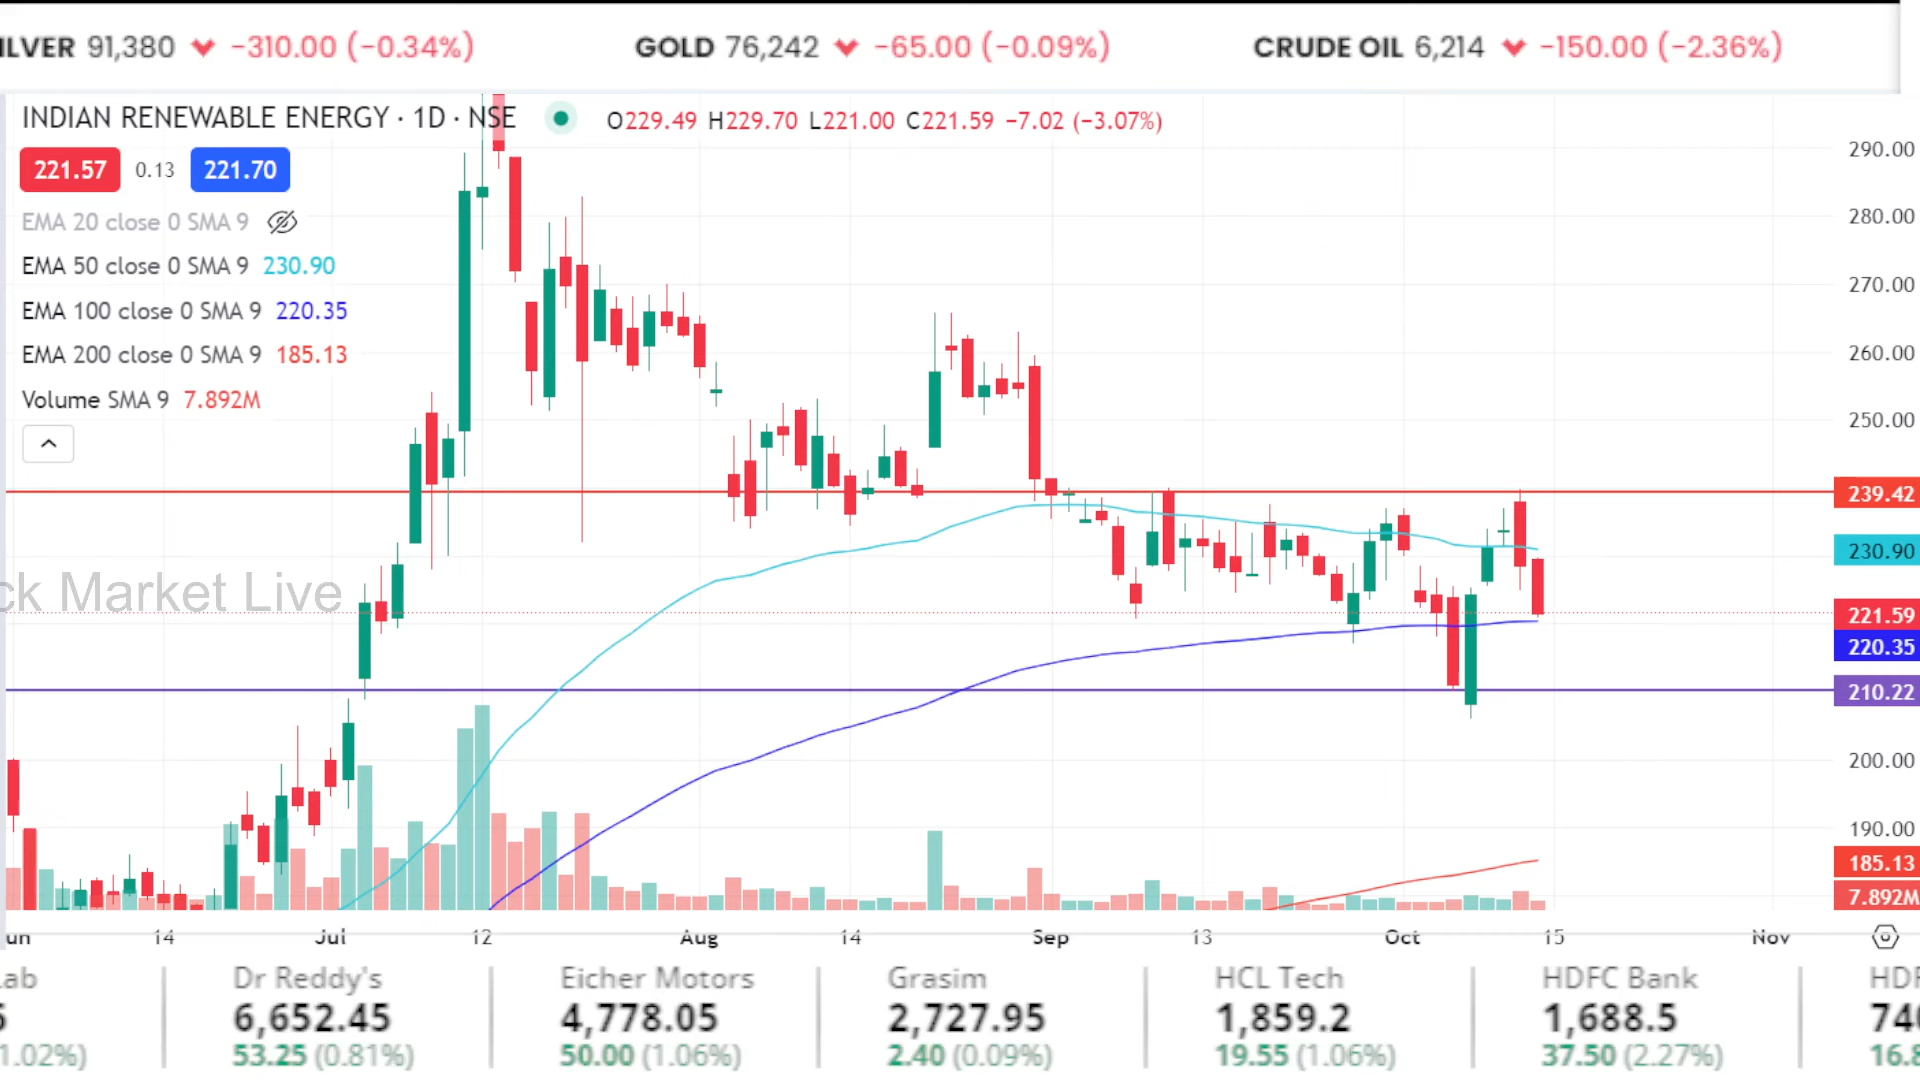 ILVER 91,380 −310.00 (−0.34%) GOLD 76,242 −65.00 (−0.09%) CRUDE OIL 6,214 −150.00 (−2.36%)
INDIAN RENEWABLE ENERGY · 1D · NSE O229.49 H229.70 L221.00 C221.59 −7.02 (−3.07%)
221.57 0.13 221.70
EMA 20 close 0 SMA 9
EMA 50 close 0 SMA 9 230.90
EMA 100 close 0 SMA 9 220.35
EMA 200 close 0 SMA 9 185.13
Volume SMA 9 7.892M
290.00
280.00
270.00
260.00
250.00
239.42
230.90
221.59
220.35
210.22
200.00
190.00
185.13
7.892M
ck Market Live
un 14 Jul 12 Aug 14 Sep 13 Oct 15 Nov
ab Dr Reddy's Eicher Motors Grasim HCL Tech HDFC Bank HDF
6,652.45 4,778.05 2,727.95 1,859.2 1,688.5 740
1.02%) 53.25 (0.81%) 50.00 (1.06%) 2.40 (0.09%) 19.55 (1.06%) 37.50 (2.27%) 16.8